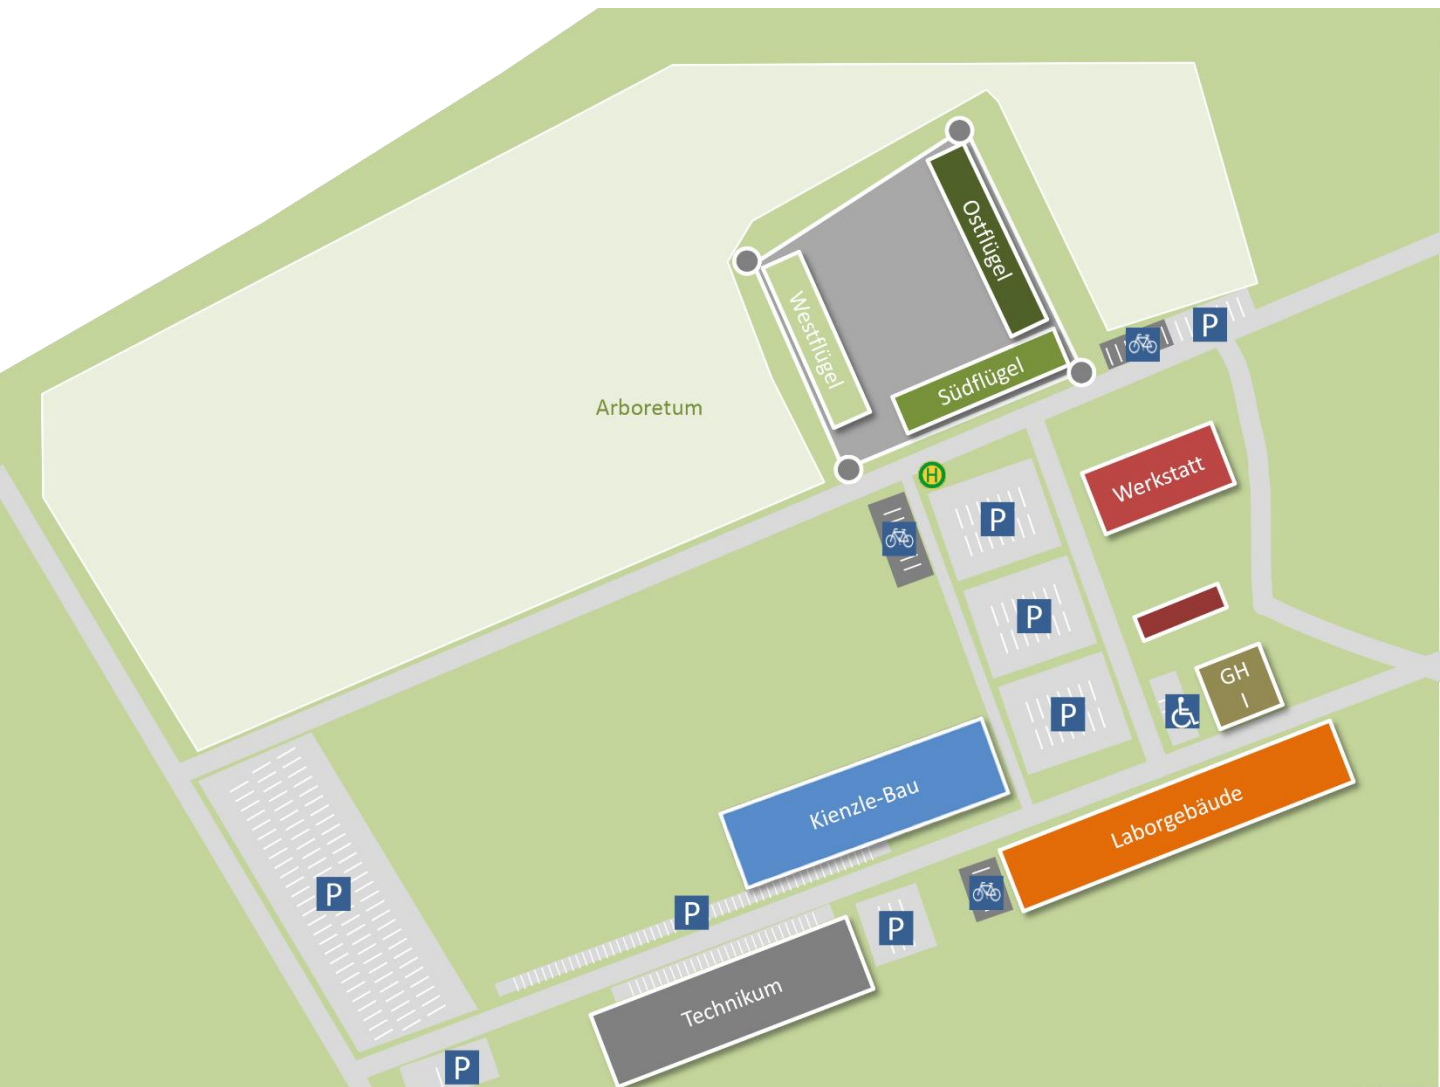 Ostflügel
Westflügel
Südflügel
P
Arboretum
H
Werkstatt
P
P
GH
I
P
Kienzle-Bau
Laborgebäude
P
P
P
Technikum
P